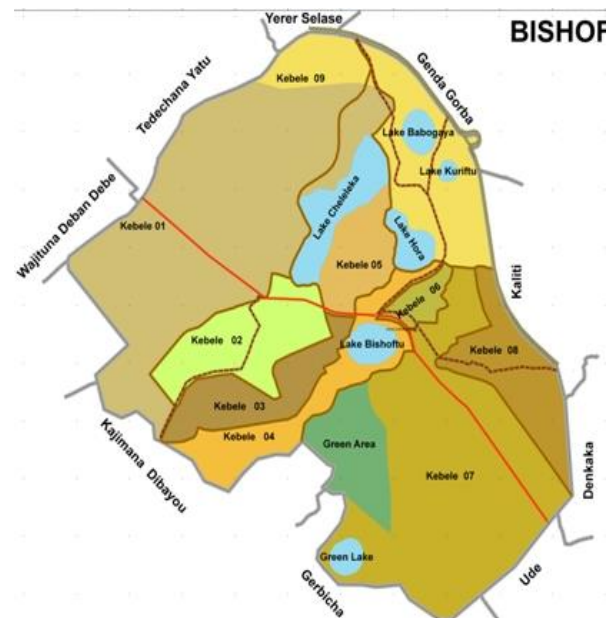 Yerer Selase
BISHOF
Tedechana Yatu
Genda Gorba
Kebele 09
Lake Babogaya
Lake Kuriftu
Wajituna Deban Debe
Lake Cheleleka
Kebele 01
Lake Hora
Kebele 05
Kaliti
Kebele 06
Kebele 02
Lake Bishoftu
Kebele 08
Kebele 03
Kebele 04
Green Area
Kajimana Dibayou
Kebele 07
Denkaka
Green Lake
Gerbicha
Ude